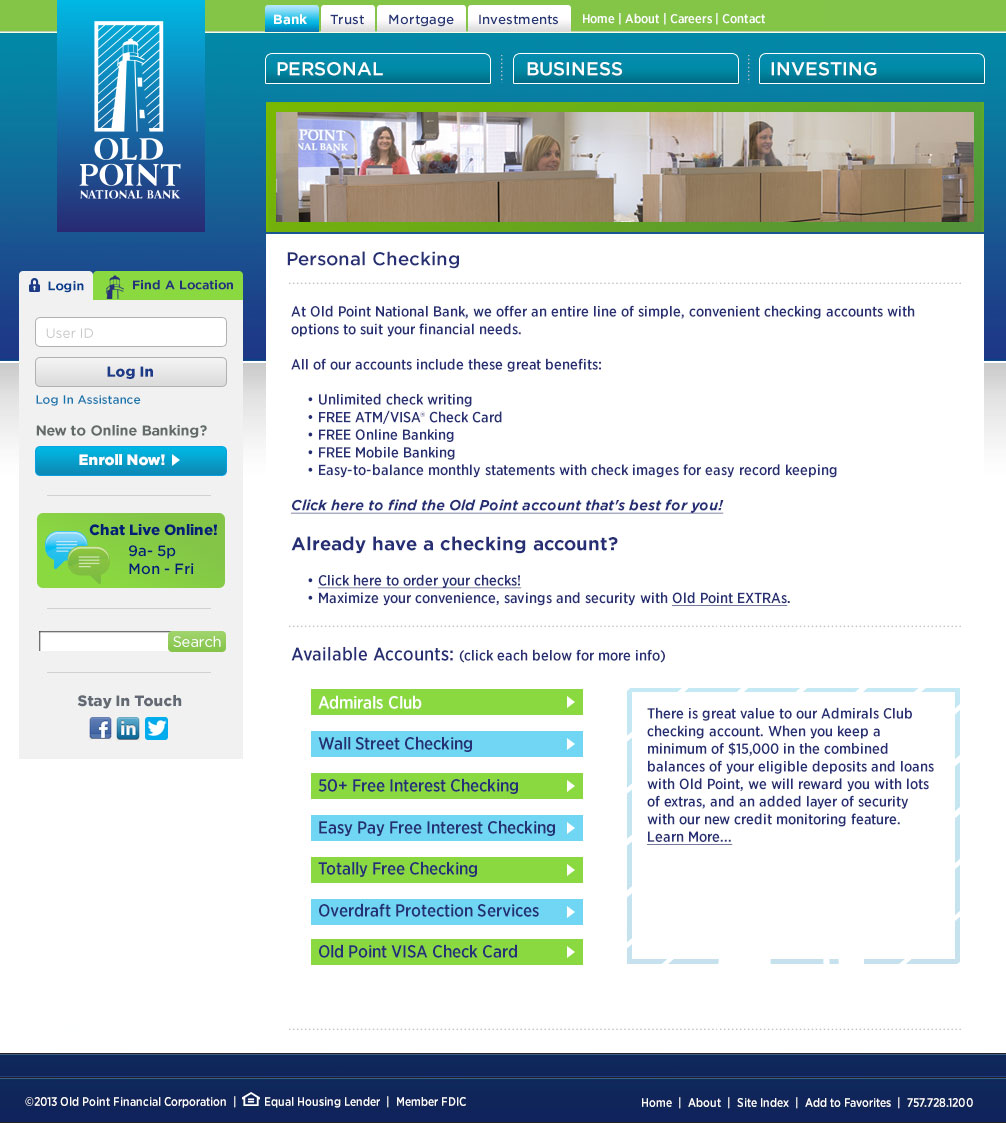 Bank Trust Mortgage Investments Home | About | Careers | Contact
PERSONAL BUSINESS INVESTING
OLD
POINT
NATIONAL BANK
POINT
NAL BANK
Login Find A Location
User ID
Log In
Log In Assistance
New to Online Banking?
Enroll Now!
Chat Live Online!
9a- 5p
Mon - Fri
Search
Stay In Touch
f in
Personal Checking
At Old Point National Bank, we offer an entire line of simple, convenient checking accounts with
options to suit your financial needs.
All of our accounts include these great benefits:
• Unlimited check writing
• FREE ATM/VISA® Check Card
• FREE Online Banking
• FREE Mobile Banking
• Easy-to-balance monthly statements with check images for easy record keeping
Click here to find the Old Point account that's best for you!
Already have a checking account?
• Click here to order your checks!
• Maximize your convenience, savings and security with Old Point EXTRAs.
Available Accounts: (click each below for more info)
Admirals Club
Wall Street Checking
50+ Free Interest Checking
Easy Pay Free Interest Checking
Totally Free Checking
Overdraft Protection Services
Old Point VISA Check Card
There is great value to our Admirals Club
checking account. When you keep a
minimum of $15,000 in the combined
balances of your eligible deposits and loans
with Old Point, we will reward you with lots
of extras, and an added layer of security
with our new credit monitoring feature.
Learn More...
©2013 Old Point Financial Corporation | Equal Housing Lender | Member FDIC
Home | About | Site Index | Add to Favorites | 757.728.1200